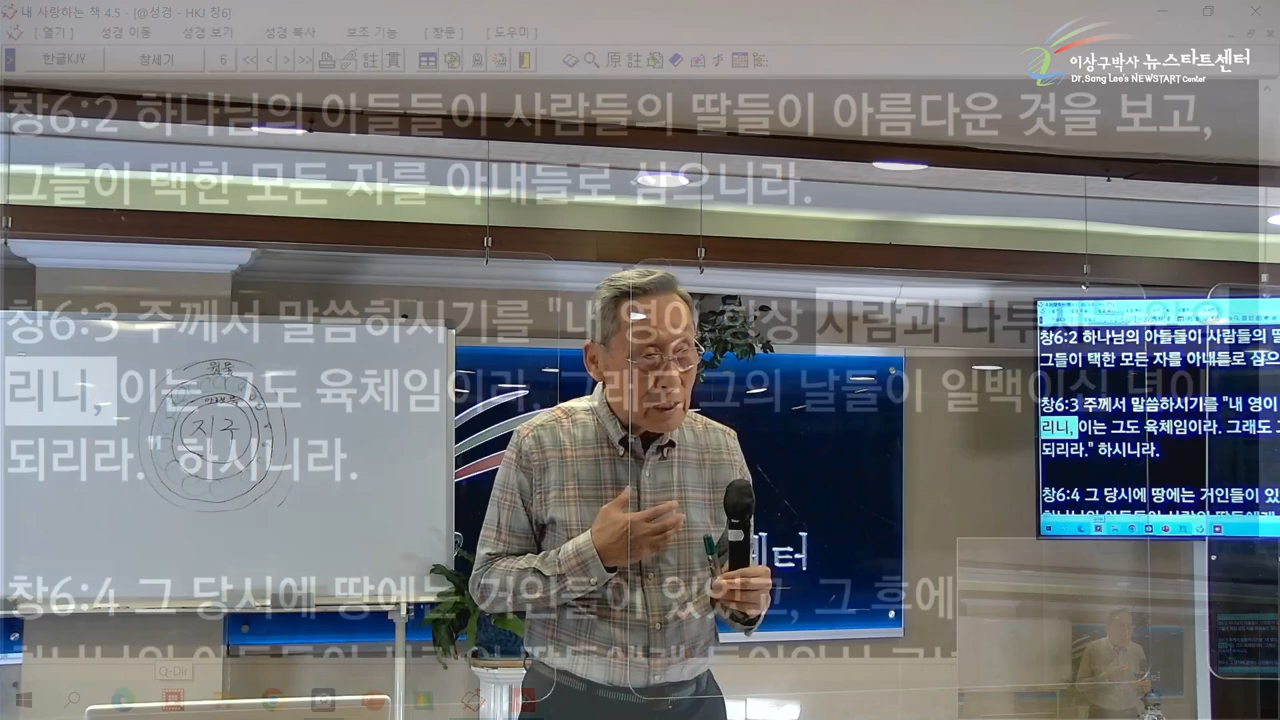 내 사랑하는 책 4.5 - [@성경 - HKJ 창6]
[ 열기 ] 성경 이동 성경 보기 성경 복사 보조 기능 [ 창문 ] [ 도우미 ]
한글KJV 창세기 6
이상구박사 뉴스타트센터
Dr.Sang Lee's NEWSTART Center
창6:2 하나님의 아들들이 사람들의 딸들이 아름다운 것을 보고,
그들이 택한 모든 자를 아내들로 삼으니라.
창6:3 주께서 말씀하시기를 "내 영이 항상 사람과
리니, 이는 그도 육체임이라. 그래도 그의 날들이 일백이십 년이
되리라." 하시니라.
창6:4 그 당시에 땅에는 거인들이 있었고, 그 후에
지구
센터
창6:2 하나님의 아들들이 사람들의 딸
그들이 택한 모든 자를 아내들로 삼으
창6:3 주께서 말씀하시기를 "내 영이
리니, 이는 그도 육체임이라. 그래도
되리라." 하시니라.
창6:4 그 당시에 땅에는 거인들이 있
Q-Dir